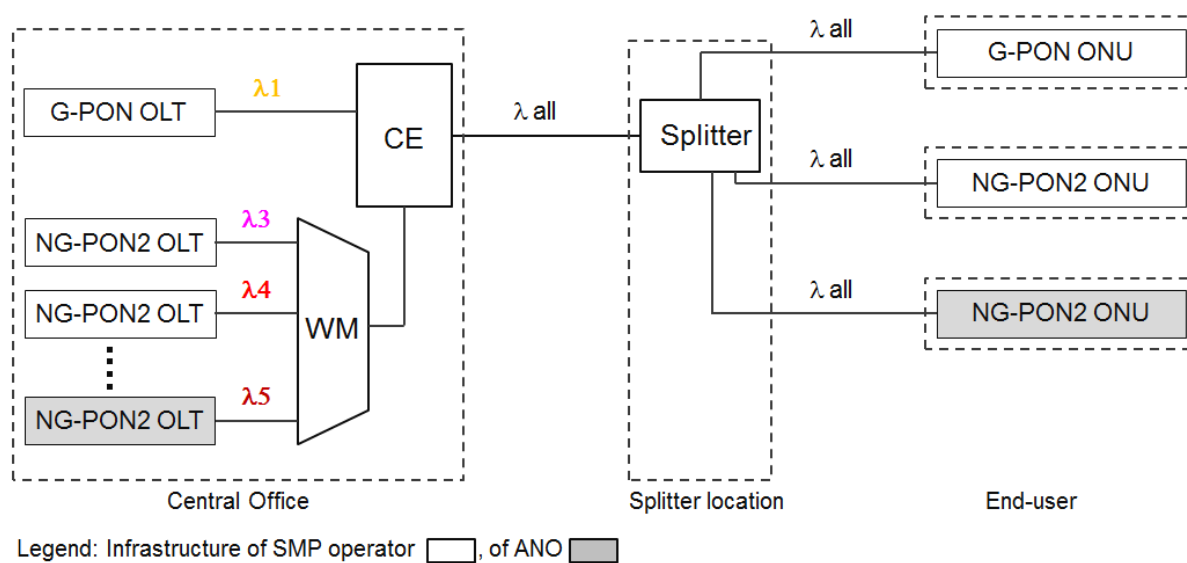 λ all
G-PON ONU
G-PON OLT
λ1
CE
λ all
Splitter
λ all
NG-PON2 ONU
NG-PON2 OLT
λ3
NG-PON2 OLT
λ4
WM
λ all
NG-PON2 ONU
NG-PON2 OLT
λ5
Central Office
Splitter location
End-user
Legend: Infrastructure of SMP operator , of ANO